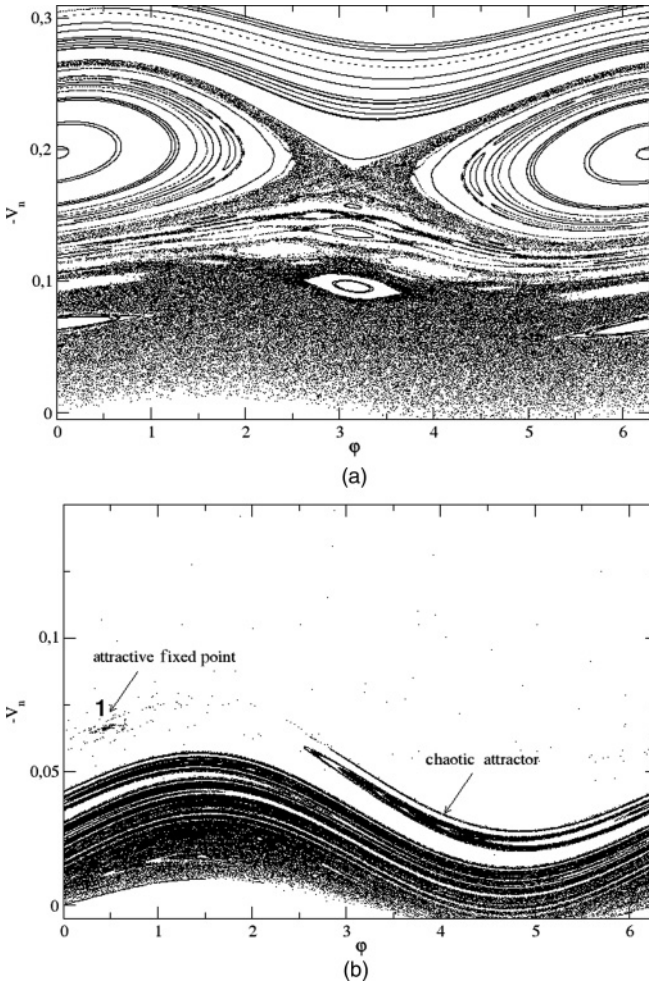 0,3
0,2
-V_n
0,1
0
0 1 2 3 4 5 6
φ
(a)
0,1
attractive fixed point
1
-V_n
chaotic attractor
0,05
0
0 1 2 3 4 5 6
φ
(b)